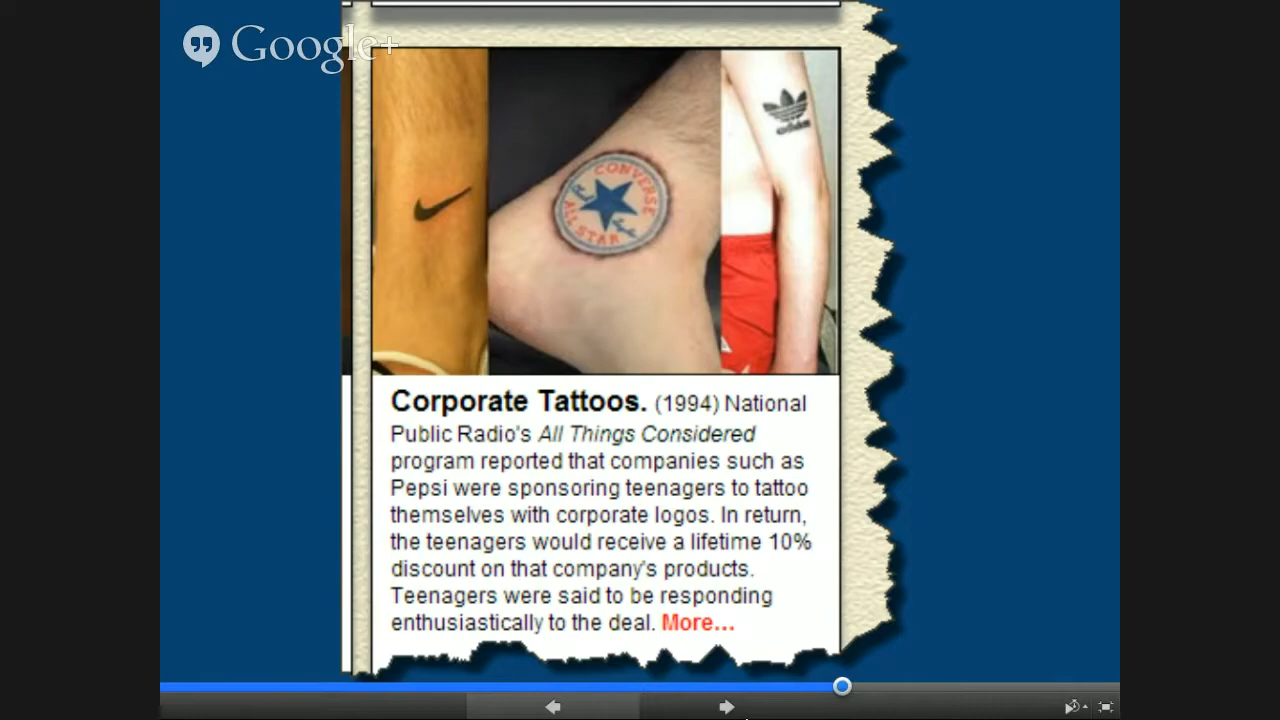 Google+
CONVERSE
ALL STAR
adidas
Corporate Tattoos. (1994) National
Public Radio's All Things Considered
program reported that companies such as
Pepsi were sponsoring teenagers to tattoo
themselves with corporate logos. In return,
the teenagers would receive a lifetime 10%
discount on that company's products.
Teenagers were said to be responding
enthusiastically to the deal. More...